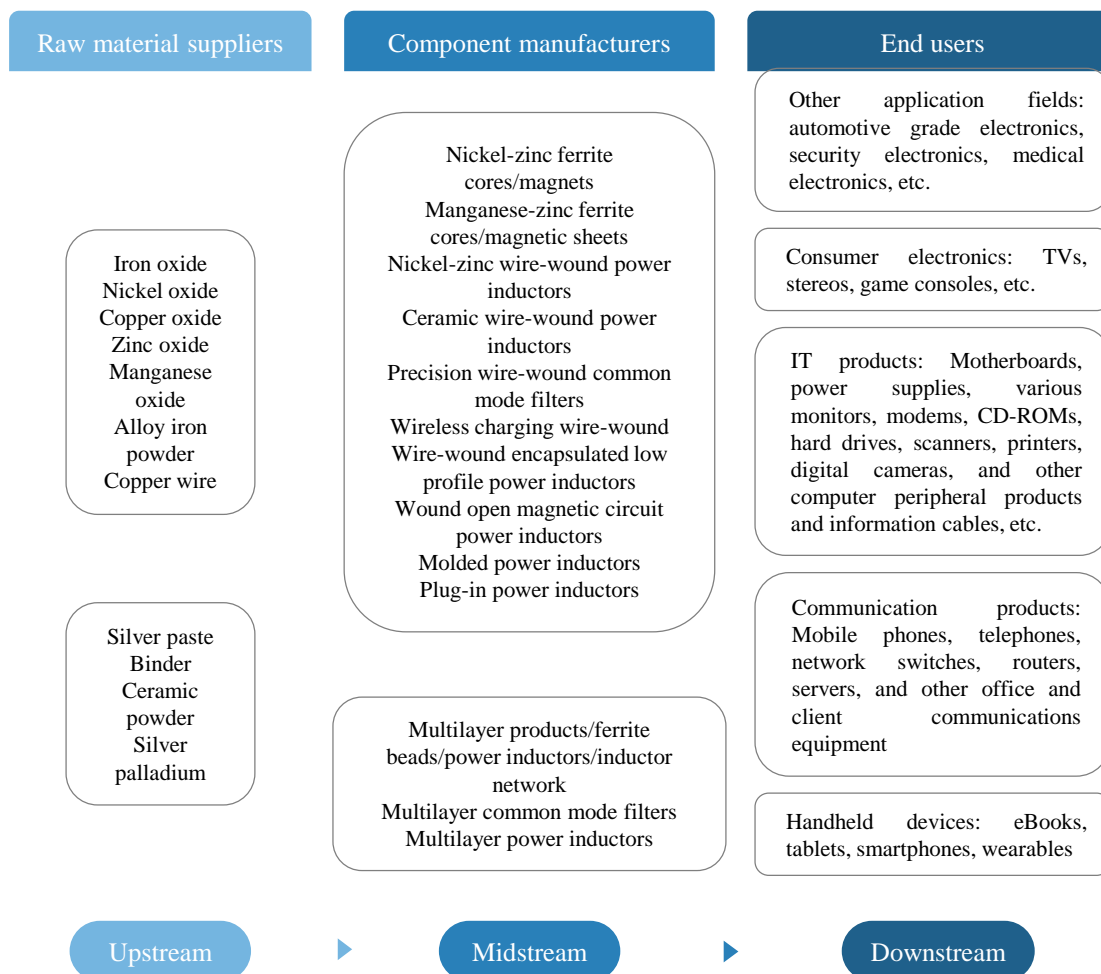 Raw material suppliers
Component manufacturers
End users
Iron oxide
Nickel oxide
Copper oxide
Zinc oxide
Manganese
oxide
Alloy iron
powder
Copper wire
Silver paste
Binder
Ceramic
powder
Silver
palladium
Nickel-zinc ferrite
cores/magnets
Manganese-zinc ferrite
cores/magnetic sheets
Nickel-zinc wire-wound power
inductors
Ceramic wire-wound power
inductors
Precision wire-wound common
mode filters
Wireless charging wire-wound
Wire-wound encapsulated low
profile power inductors
Wound open magnetic circuit
power inductors
Molded power inductors
Plug-in power inductors
Multilayer products/ferrite
beads/power inductors/inductor
network
Multilayer common mode filters
Multilayer power inductors
Other application fields:
automotive grade electronics,
security electronics, medical
electronics, etc.
Consumer electronics: TVs,
stereos, game consoles, etc.
IT products: Motherboards,
power supplies, various
monitors, modems, CD-ROMs,
hard drives, scanners, printers,
digital cameras, and other
computer peripheral products
and information cables, etc.
Communication products:
Mobile phones, telephones,
network switches, routers,
servers, and other office and
client communications
equipment
Handheld devices: eBooks,
tablets, smartphones, wearables
Upstream
Midstream
Downstream